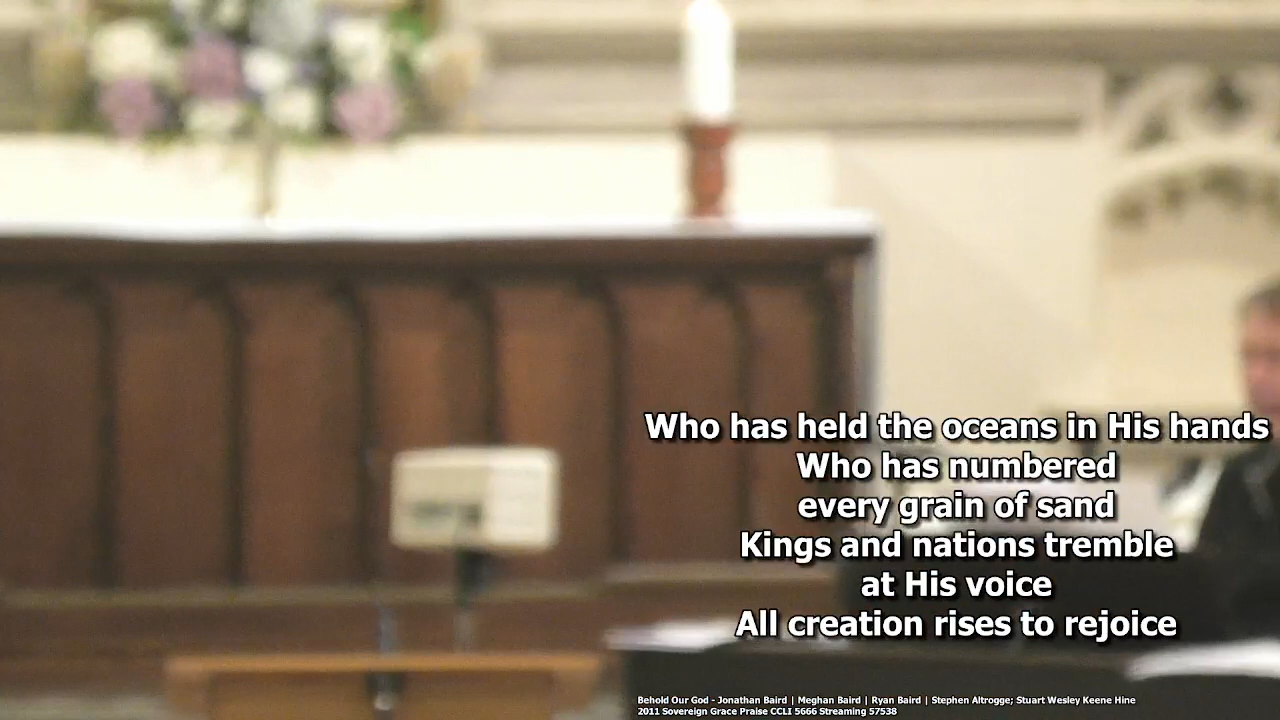 Who has held the oceans in His hands
Who has numbered
every grain of sand
Kings and nations tremble
at His voice
All creation rises to rejoice
Behold Our God - Jonathan Baird | Meghan Baird | Ryan Baird | Stephen Altrogge; Stuart Wesley Keene Hine
2011 Sovereign Grace Praise CCLI 5666 Streaming 57538